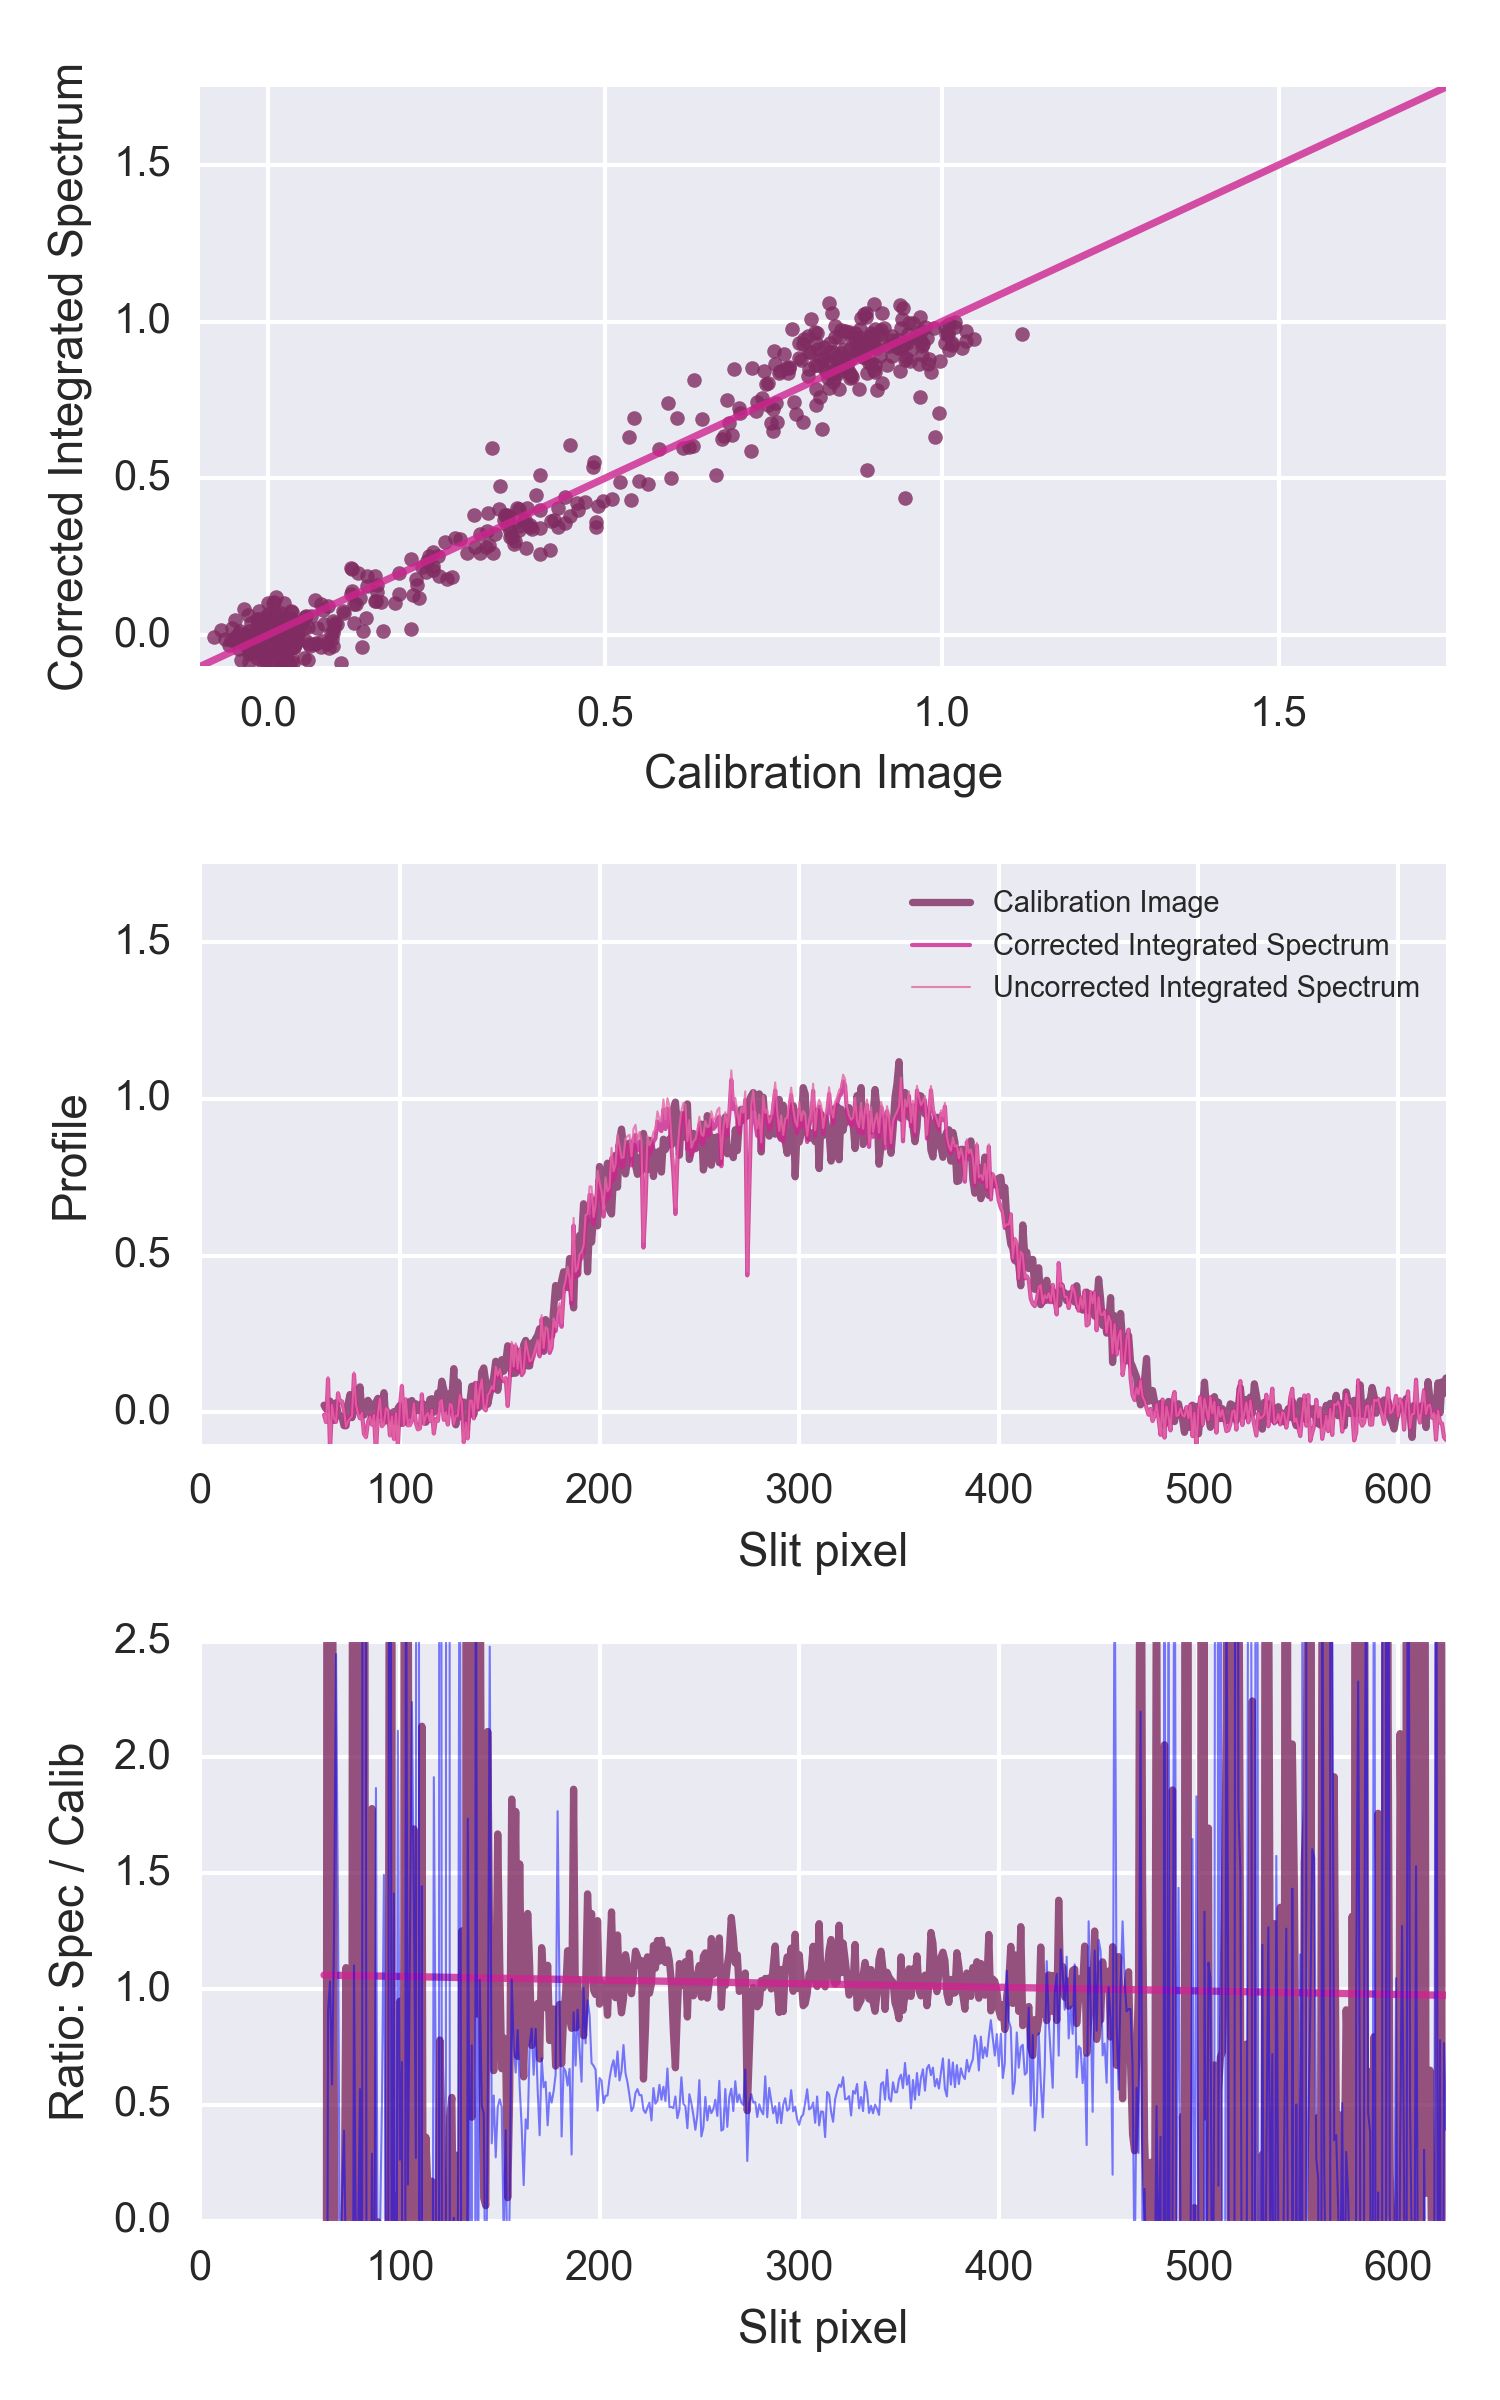 Corrected Integrated Spectrum
1.5
1.0
0.5
0.0
0.0 0.5 1.0 1.5
Calibration Image
Calibration Image
Corrected Integrated Spectrum
Uncorrected Integrated Spectrum
Profile
1.5
1.0
0.5
0.0
0 100 200 300 400 500 600
Slit pixel
Ratio: Spec / Calib
2.5
2.0
1.5
1.0
0.5
0.0
0 100 200 300 400 500 600
Slit pixel